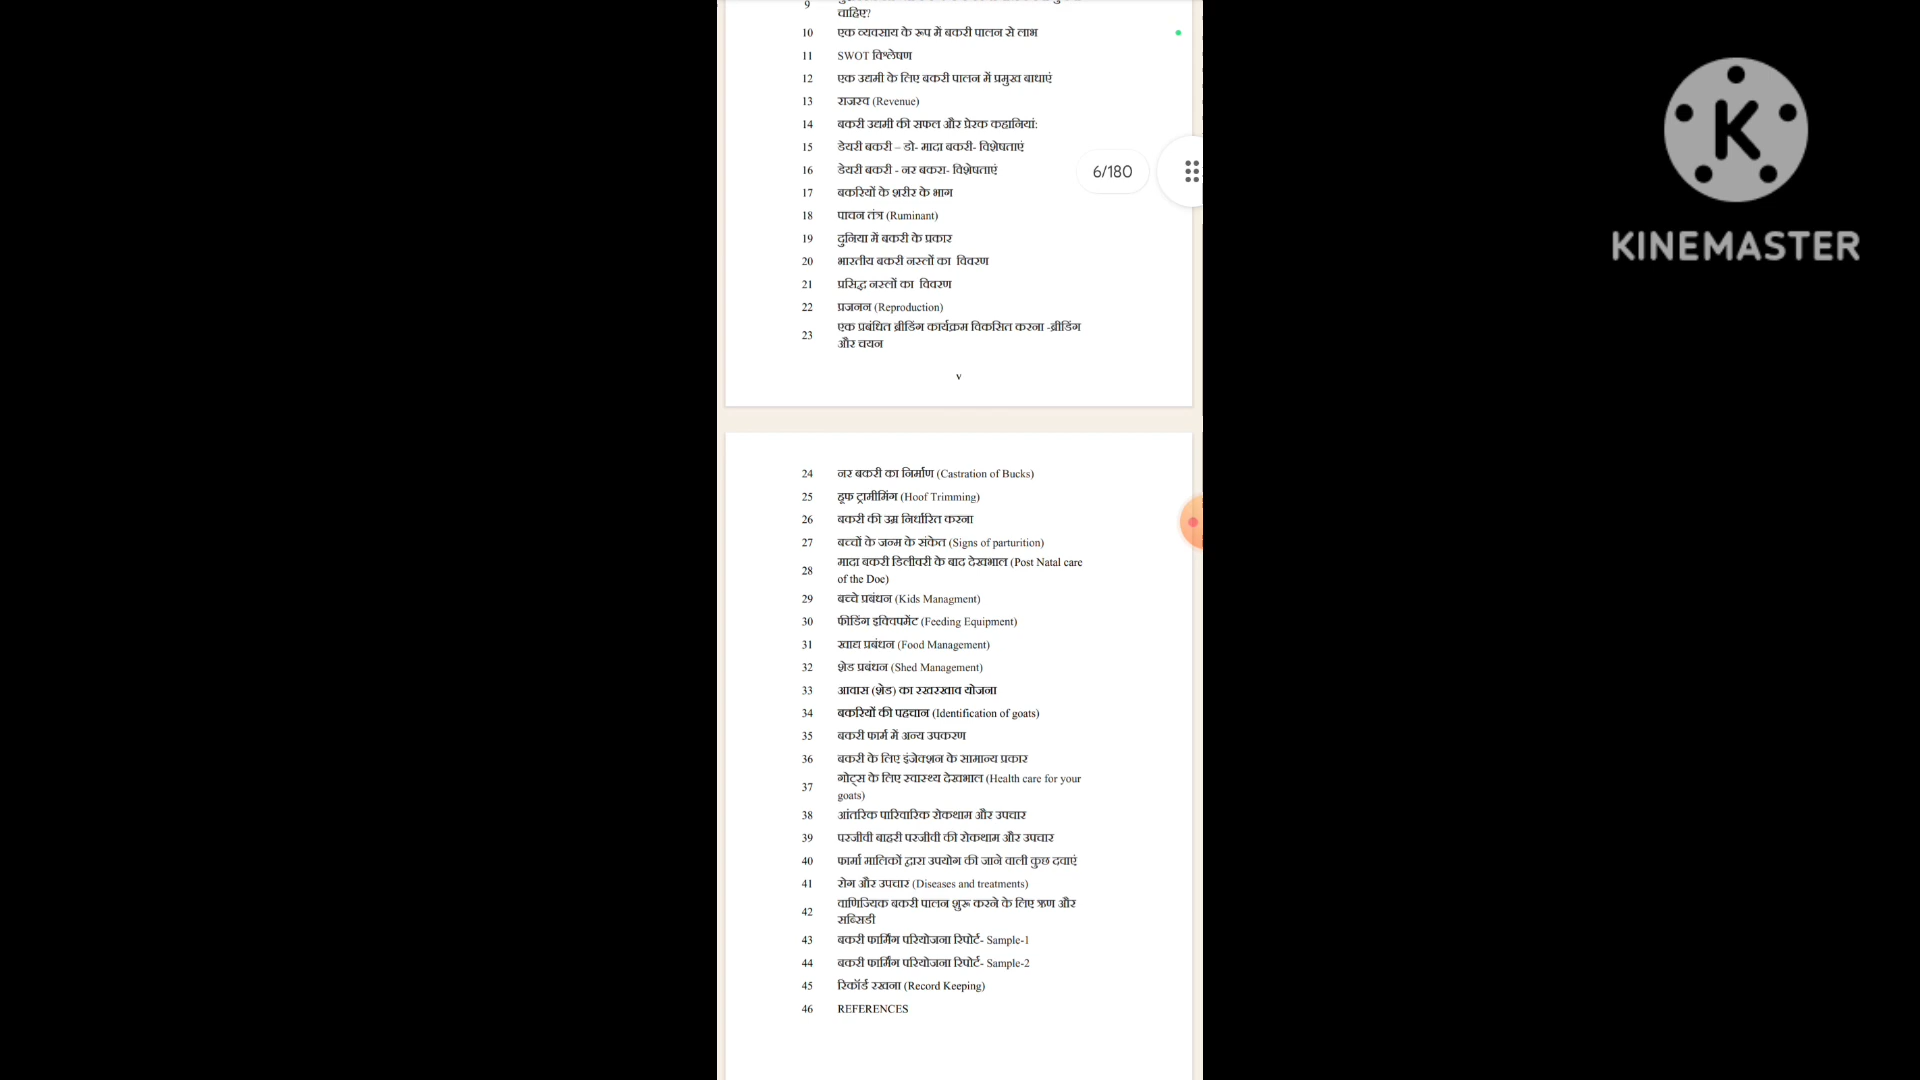 9
चाहिए?
10 एक व्यवसाय के रूप में बकरी पालन से लाभ
11 SWOT विश्लेषण
12 एक उद्यमी के लिए बकरी पालन में प्रमुख बाधाएं
13 राजस्व (Revenue)
14 बकरी उद्यमी की सफल और प्रेरक कहानियां:
15 डेयरी बकरी – डो- मादा बकरी- विशेषताएं
16 डेयरी बकरी - नर बकरा- विशेषताएं
6/180
17 बकरियों के शरीर के भाग
18 पाचन तंत्र (Ruminant)
19 दुनिया में बकरी के प्रकार
20 भारतीय बकरी नस्लों का विवरण
21 प्रसिद्ध नस्लों का विवरण
22 प्रजनन (Reproduction)
23 एक प्रबंधित ब्रीडिंग कार्यक्रम विकसित करना -ब्रीडिंग
और चयन
v
24 नर बकरी का निर्माण (Castration of Bucks)
25 हूफ ट्रामीमिंग (Hoof Trimming)
26 बकरी की उम्र निर्धारित करना
27 बच्चों के जन्म के संकेत (Signs of parturition)
28 मादा बकरी डिलीवरी के बाद देखभाल (Post Natal care
of the Doe)
29 बच्चे प्रबंधन (Kids Managment)
30 फीडिंग इक्विपमेंट (Feeding Equipment)
31 खाद्य प्रबंधन (Food Management)
32 शेड प्रबंधन (Shed Management)
33 आवास (शेड) का रखरखाव योजना
34 बकरियों की पहचान (Identification of goats)
35 बकरी फार्म में अन्य उपकरण
36 बकरी के लिए इंजेक्शन के सामान्य प्रकार
37 गोट्स के लिए स्वास्थ्य देखभाल (Health care for your
goats)
38 आंतरिक पारिवारिक रोकथाम और उपचार
39 परजीवी बाहरी परजीवी की रोकथाम और उपचार
40 फार्मा मालिकों द्वारा उपयोग की जाने वाली कुछ दवाएं
41 रोग और उपचार (Diseases and treatments)
42 वाणिज्यिक बकरी पालन शुरू करने के लिए ऋण और
सब्सिडी
43 बकरी फार्मिंग परियोजना रिपोर्ट- Sample-1
44 बकरी फार्मिंग परियोजना रिपोर्ट- Sample-2
45 रिकॉर्ड रखना (Record Keeping)
46 REFERENCES
K
KINEMASTER